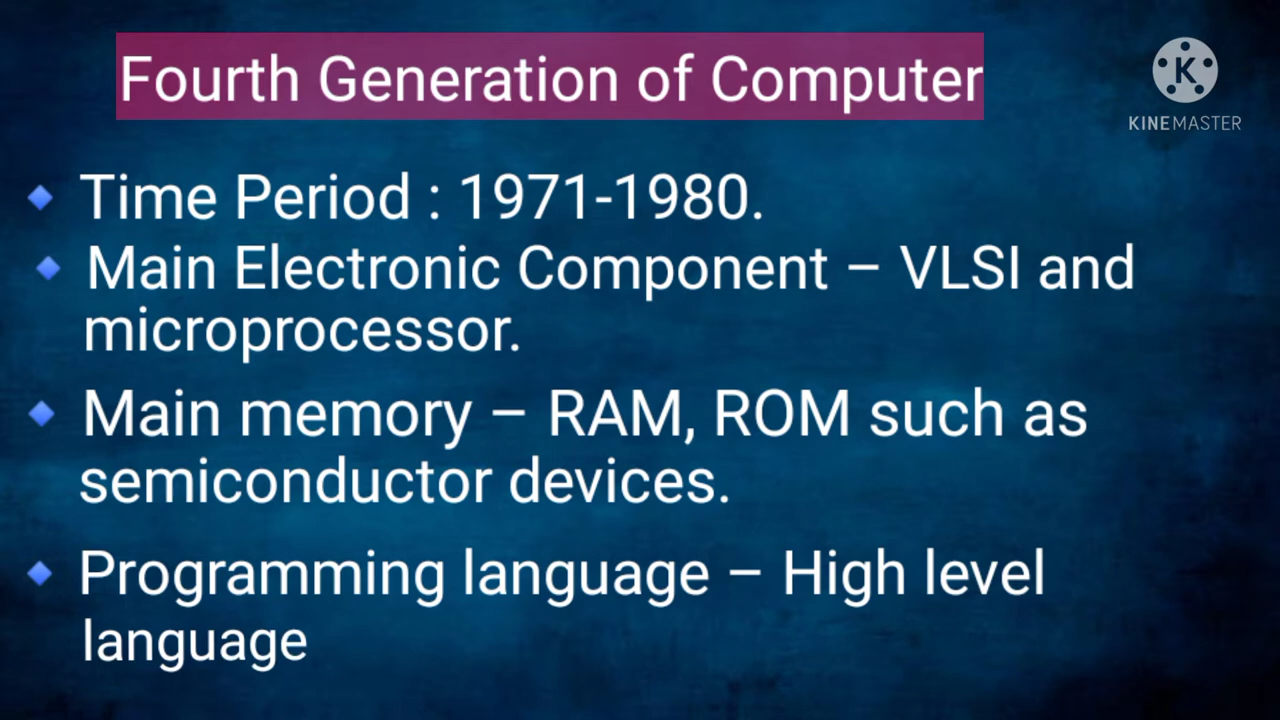 Fourth Generation of Computer
K
KINEMASTER
Time Period : 1971-1980.
Main Electronic Component – VLSI and
microprocessor.
Main memory – RAM, ROM such as
semiconductor devices.
Programming language – High level
language